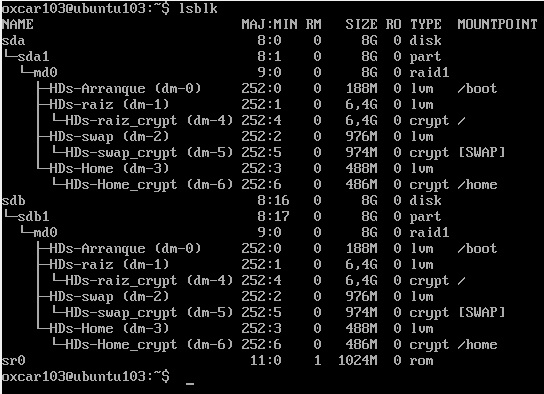 oxcar103@ubuntu103:~$ lsblk
NAME                           MAJ:MIN RM   SIZE RO TYPE  MOUNTPOINT
sda                              8:0    0     8G  0 disk
└─sda1                           8:1    0     8G  0 part
  └─md0                          9:0    0     8G  0 raid1
    ├─HDs-Arranque (dm-0)      252:0    0   188M  0 lvm   /boot
    ├─HDs-raiz (dm-1)          252:1    0   6,4G  0 lvm
    │ └─HDs-raiz_crypt (dm-4)  252:4    0   6,4G  0 crypt /
    ├─HDs-swap (dm-2)          252:2    0   976M  0 lvm
    │ └─HDs-swap_crypt (dm-5)  252:5    0   974M  0 crypt [SWAP]
    └─HDs-Home (dm-3)          252:3    0   488M  0 lvm
      └─HDs-Home_crypt (dm-6)  252:6    0   486M  0 crypt /home
sdb                              8:16   0     8G  0 disk
└─sdb1                           8:17   0     8G  0 part
  └─md0                          9:0    0     8G  0 raid1
    ├─HDs-Arranque (dm-0)      252:0    0   188M  0 lvm   /boot
    ├─HDs-raiz (dm-1)          252:1    0   6,4G  0 lvm
    │ └─HDs-raiz_crypt (dm-4)  252:4    0   6,4G  0 crypt /
    ├─HDs-swap (dm-2)          252:2    0   976M  0 lvm
    │ └─HDs-swap_crypt (dm-5)  252:5    0   974M  0 crypt [SWAP]
    └─HDs-Home (dm-3)          252:3    0   488M  0 lvm
      └─HDs-Home_crypt (dm-6)  252:6    0   486M  0 crypt /home
sr0                             11:0    1  1024M  0 rom
oxcar103@ubuntu103:~$  _